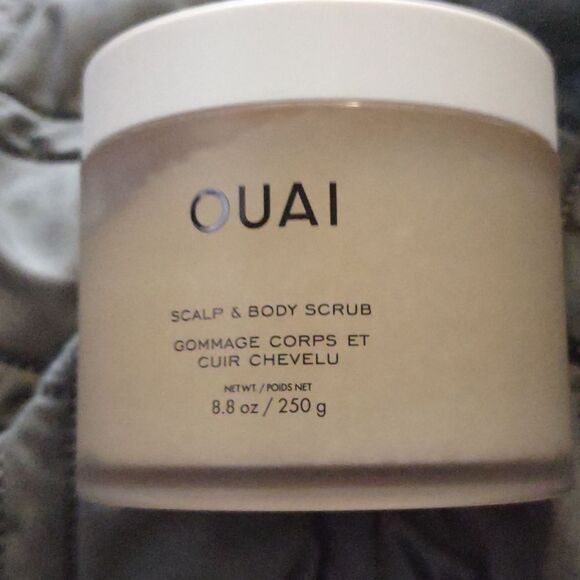 OUAI
SCALP & BODY SCRUB
GOMMAGE CORPS ET
CUIR CHEVELU
NET WT. / POIDS NET
8.8 oz / 250 g